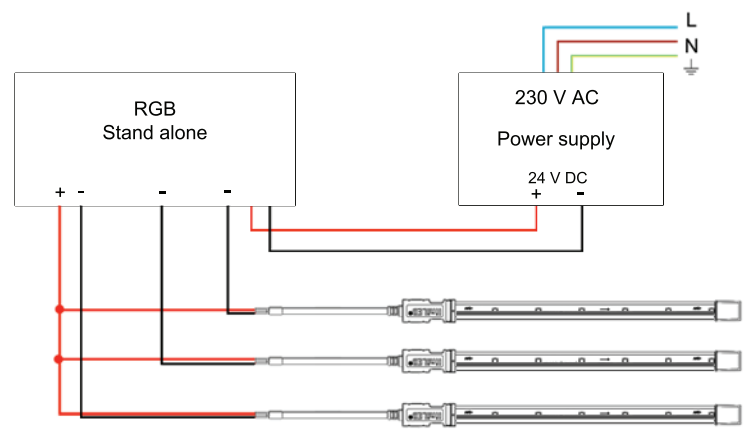 L
N
RGB
Stand alone
230 V AC
Power supply
24 V DC
+ -
+ - - -